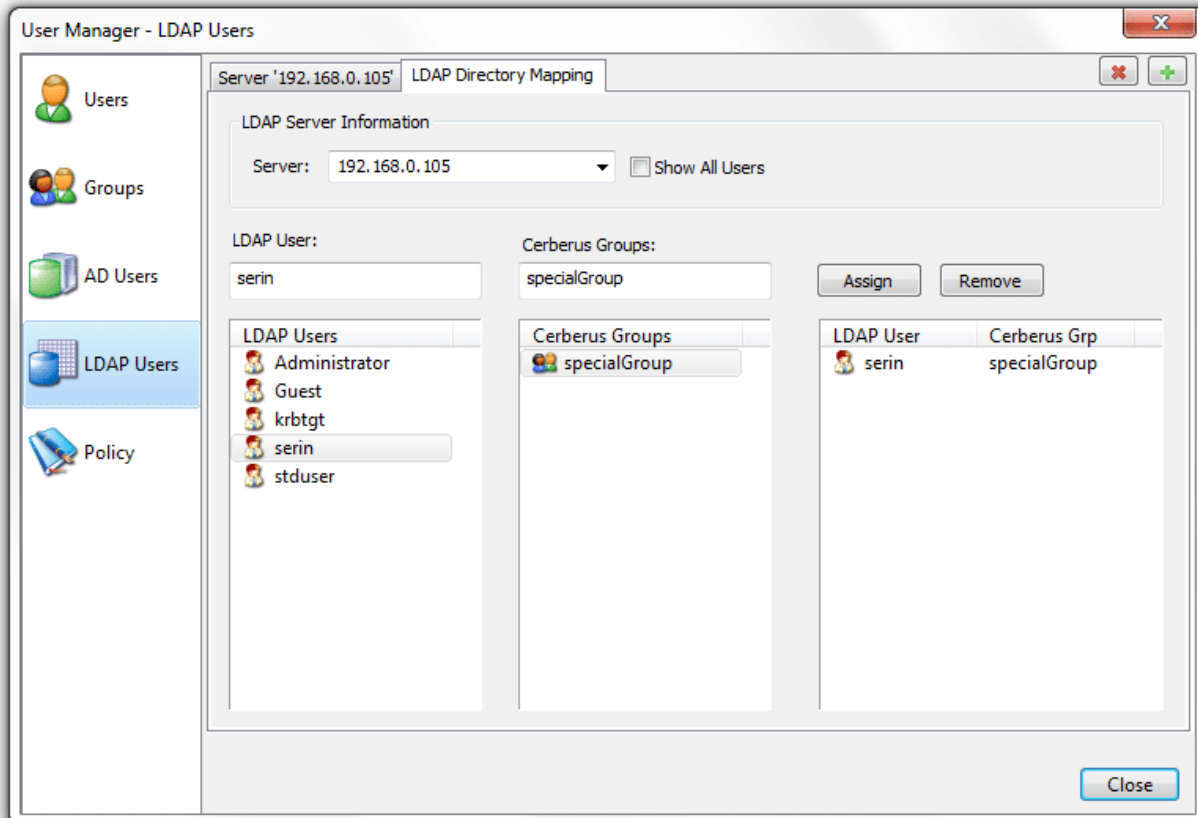 User Manager - LDAP Users
Users
Groups
AD Users
LDAP Users
Policy
Server '192.168.0.105'
LDAP Directory Mapping
LDAP Server Information
Server:
192.168.0.105
Show All Users
LDAP User:
Cerberus Groups:
serin
specialGroup
Assign
Remove
LDAP Users
Administrator
Guest
krbtgt
serin
stduser
Cerberus Groups
specialGroup
LDAP User Cerberus Grp
serin specialGroup
Close